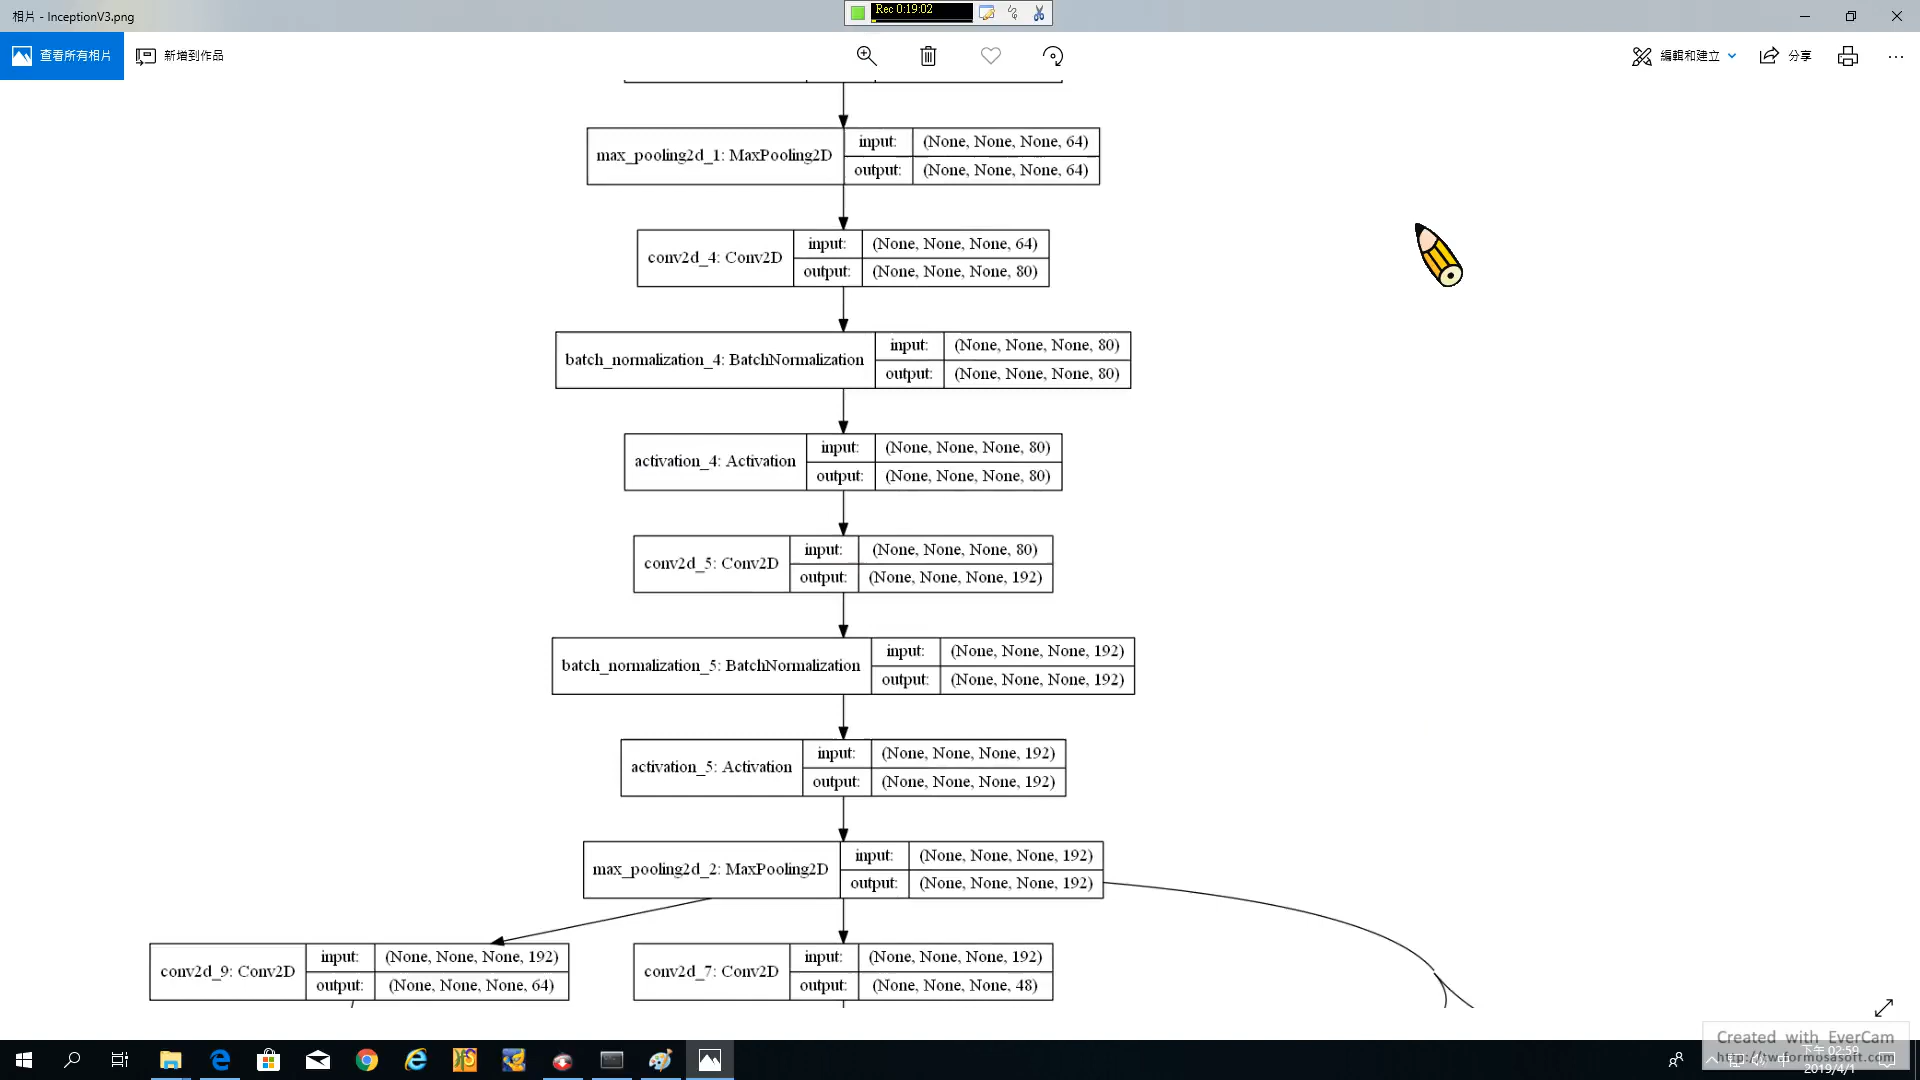 相片 - InceptionV3.png
Rec 0:19:02
查看所有相片
新增到作品
編輯和建立
分享
max_pooling2d_1: MaxPooling2D
input: (None, None, None, 64)
output: (None, None, None, 64)
conv2d_4: Conv2D
input: (None, None, None, 64)
output: (None, None, None, 80)
batch_normalization_4: BatchNormalization
input: (None, None, None, 80)
output: (None, None, None, 80)
activation_4: Activation
input: (None, None, None, 80)
output: (None, None, None, 80)
conv2d_5: Conv2D
input: (None, None, None, 80)
output: (None, None, None, 192)
batch_normalization_5: BatchNormalization
input: (None, None, None, 192)
output: (None, None, None, 192)
activation_5: Activation
input: (None, None, None, 192)
output: (None, None, None, 192)
max_pooling2d_2: MaxPooling2D
input: (None, None, None, 192)
output: (None, None, None, 192)
conv2d_9: Conv2D
input: (None, None, None, 192)
output: (None, None, None, 64)
conv2d_7: Conv2D
input: (None, None, None, 192)
output: (None, None, None, 48)
Created with EverCam
http://tw.formosasoft.com
下午 02:59
中
2019/4/1